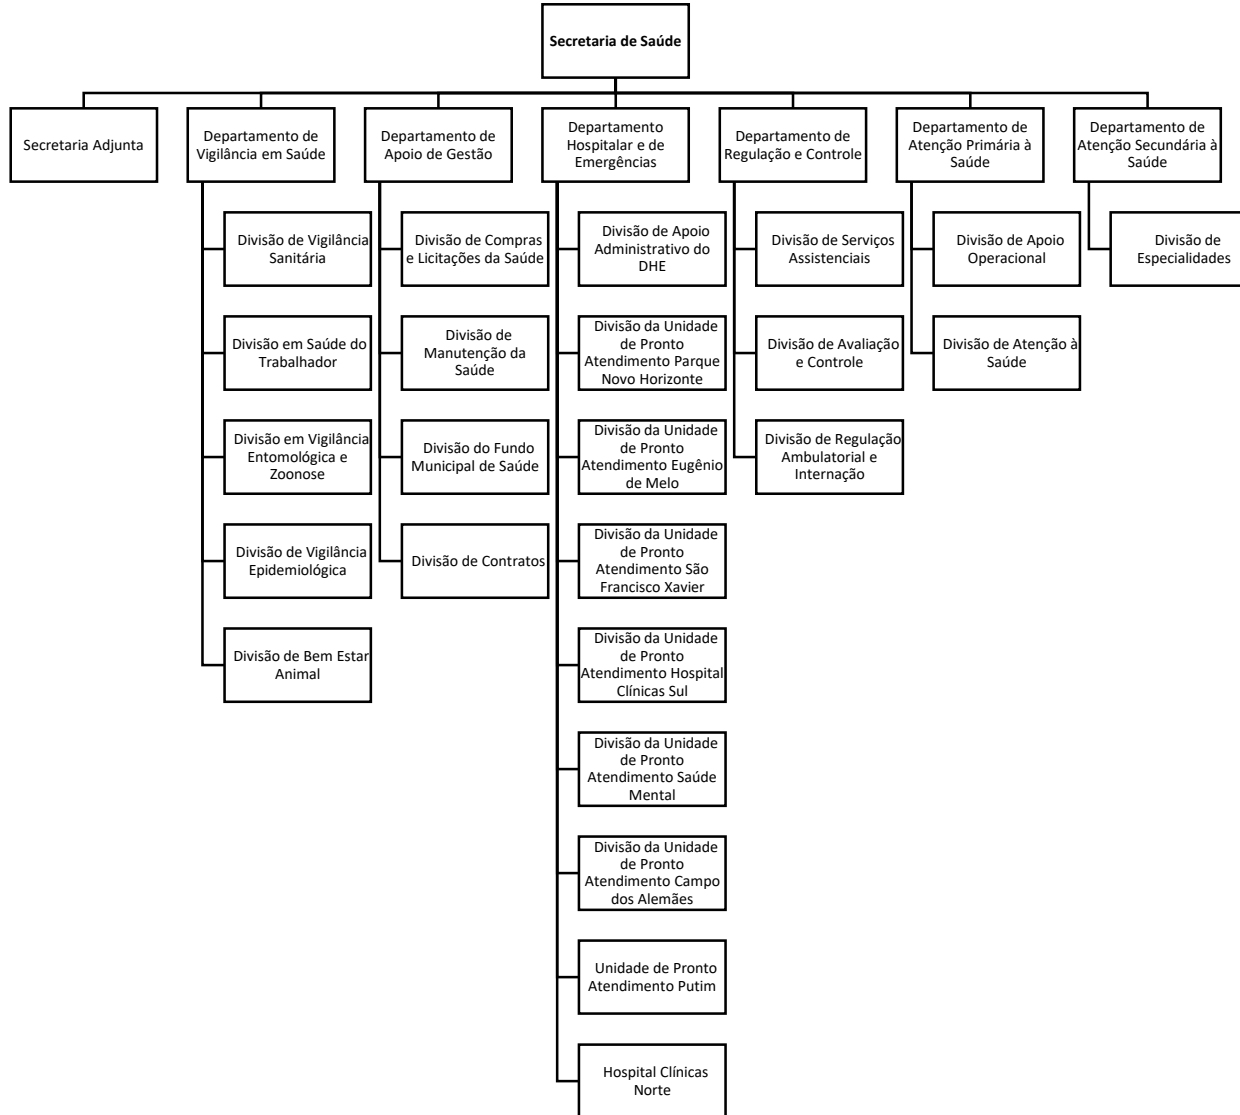 Secretaria de Saúde
Secretaria Adjunta
Departamento de
Vigilância em Saúde
Departamento de
Apoio de Gestão
Departamento
Hospitalar e de
Emergências
Departamento de
Regulação e Controle
Departamento de
Atenção Primária à
Saúde
Departamento de
Atenção Secundária à
Saúde
Divisão de Vigilância
Sanitária
Divisão em Saúde do
Trabalhador
Divisão em Vigilância
Entomológica e
Zoonose
Divisão de Vigilância
Epidemiológica
Divisão de Bem Estar
Animal
Divisão de Compras
e Licitações da Saúde
Divisão de
Manutenção da
Saúde
Divisão do Fundo
Municipal de Saúde
Divisão de Contratos
Divisão de Apoio
Administrativo do
DHE
Divisão da Unidade
de Pronto
Atendimento Parque
Novo Horizonte
Divisão da Unidade
de Pronto
Atendimento Eugênio
de Melo
Divisão da Unidade
de Pronto
Atendimento São
Francisco Xavier
Divisão da Unidade
de Pronto
Atendimento Hospital
Clínicas Sul
Divisão da Unidade
de Pronto
Atendimento Saúde
Mental
Divisão da Unidade
de Pronto
Atendimento Campo
dos Alemães
Unidade de Pronto
Atendimento Putim
Hospital Clínicas
Norte
Divisão de Serviços
Assistenciais
Divisão de Avaliação
e Controle
Divisão de Regulação
Ambulatorial e
Internação
Divisão de Apoio
Operacional
Divisão de Atenção à
Saúde
Divisão de
Especialidades